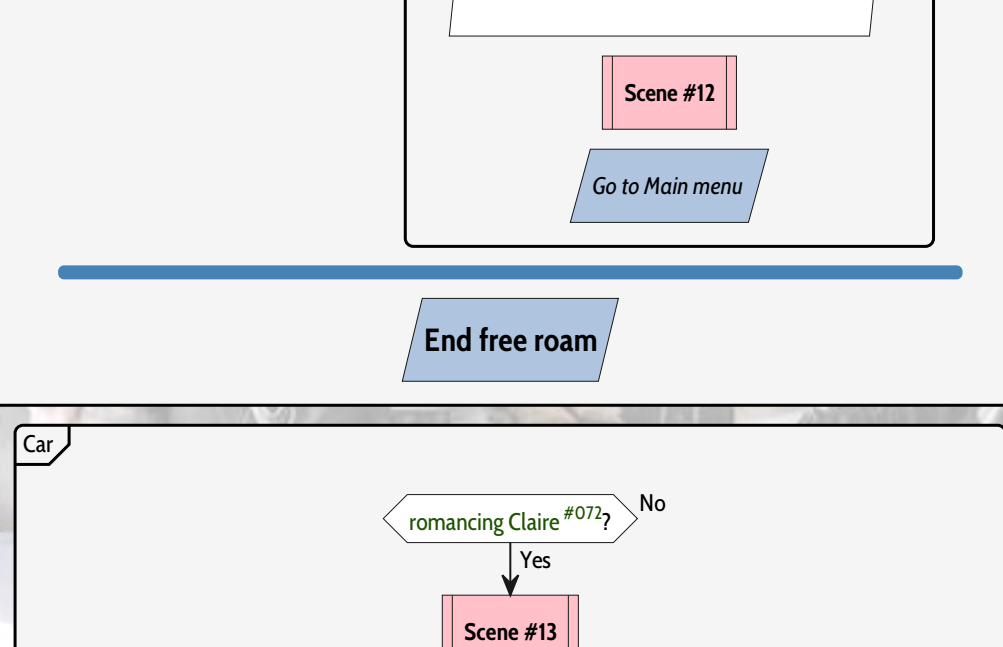 Scene #12
Go to Main menu
End free roam
Car
romancing Claire #072?
No
Yes
Scene #13